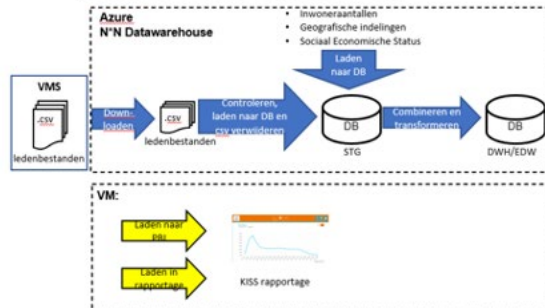 Azure
N*N Datawarehouse
• Inwoneraantallen
• Geografische indelingen
• Sociaal Economische Status
VMS
.csv
ledenbestanden
Down-
loaden
.csv
ledenbestanden
Controleren,
laden naar DB en
csv verwijderen
Laden
naar DB
DB
STG
Combineren en
transformeren
DB
DWH/EDW
VM:
Laden naar
PBI
Laden in
rapportage
KISS rapportage